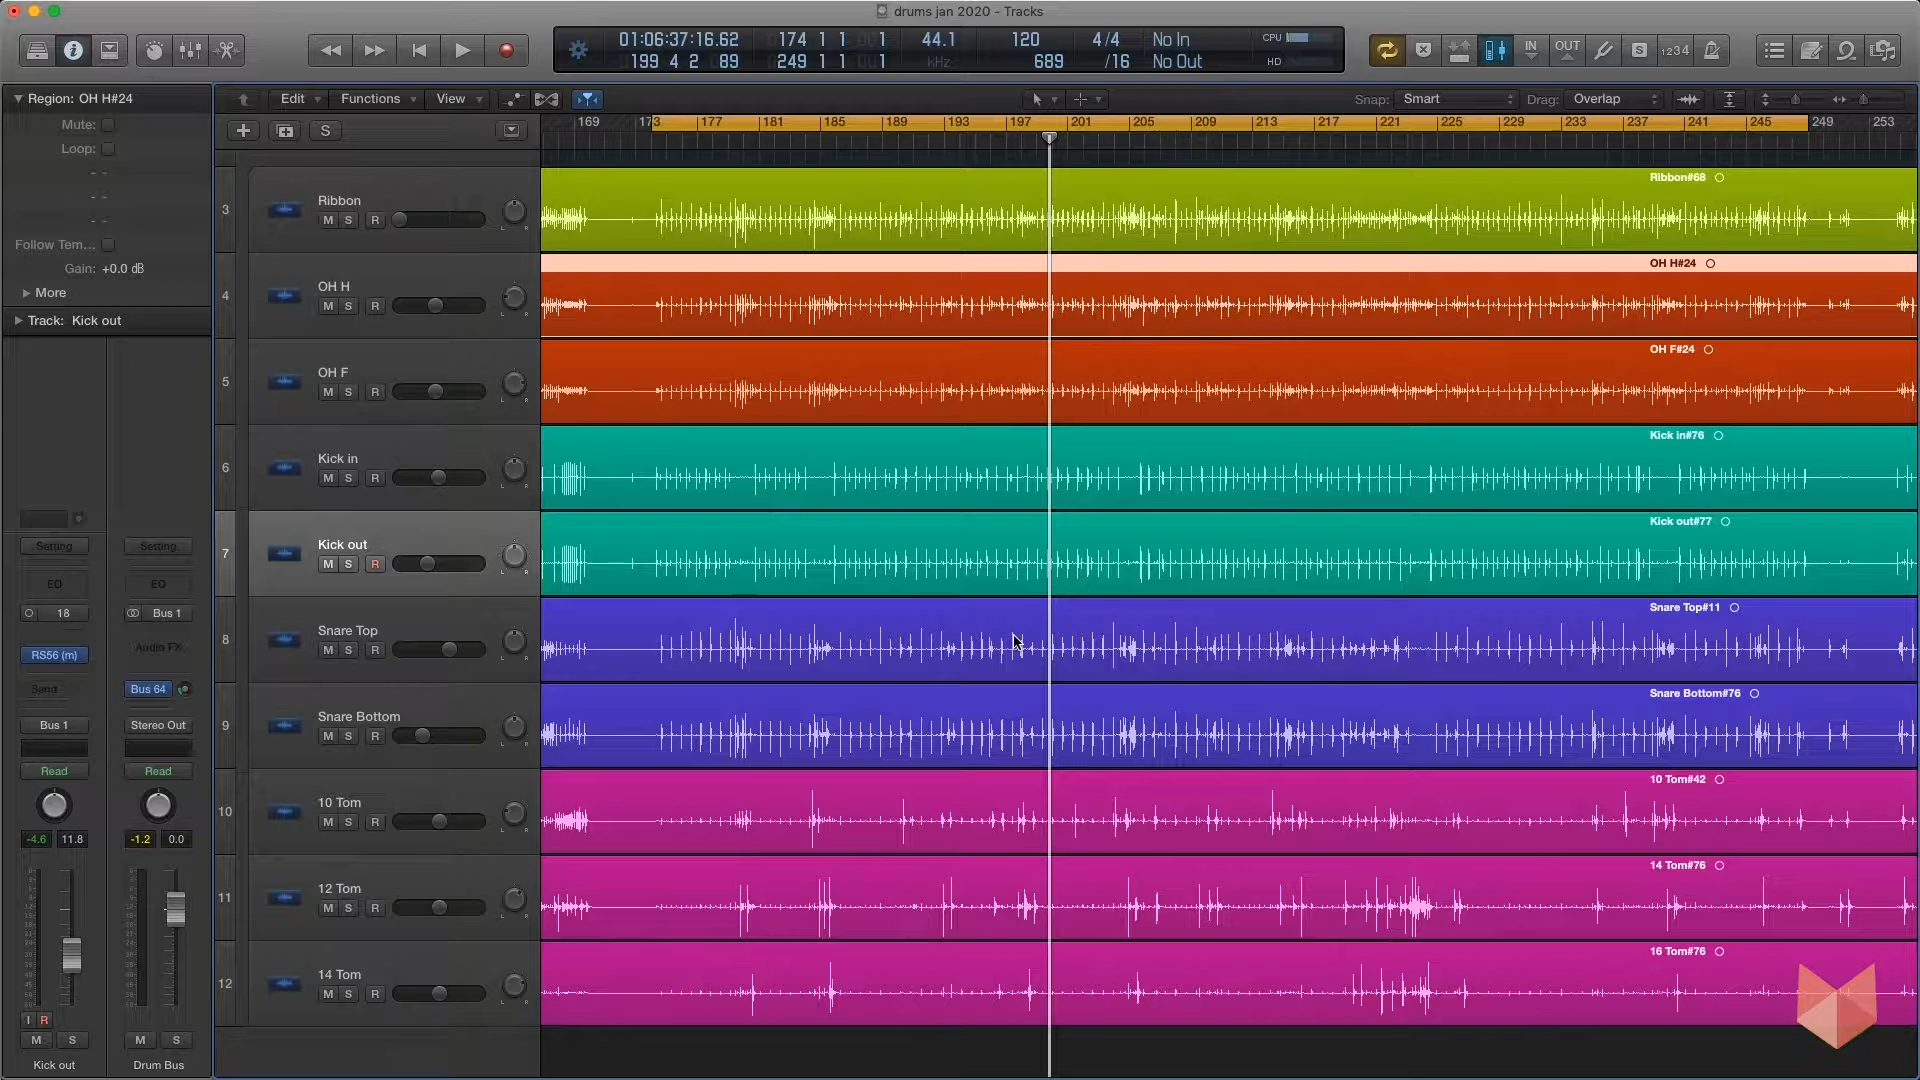 drums jan 2020 - Tracks
01:06:37:16.62 174 1 1 1 44.1 120 4/4 No In CPU
199 4 2 89 249 1 1 1 kHz 689 /16 No Out HD
IN OUT S 1234
Region: OH H#24
Mute:
Loop:
Follow Tem...
Gain: +0.0 dB
More
Track: Kick out
Edit Functions View Snap: Smart Drag: Overlap
S
169 173 177 181 185 189 193 197 201 205 209 213 217 221 225 229 233 237 241 245 249 253
3 Ribbon M S R L R Ribbon#68
4 OH H M S R L R OH H#24
5 OH F M S R L R OH F#24
6 Kick in M S R L R Kick in#76
7 Kick out M S R L R Kick out#77
8 Snare Top M S R L R Snare Top#11
9 Snare Bottom M S R L R Snare Bottom#76
10 10 Tom M S R L R 10 Tom#42
11 12 Tom M S R L R 14 Tom#76
12 14 Tom M S R L R 16 Tom#76
Setting Setting
EQ EQ
18 Bus 1
RS56 (m) Audio FX
Send Bus 64
Bus 1 Stereo Out
Read Read
-4.6 11.8 -1.2 0.0
I R
M S M S
Kick out Drum Bus